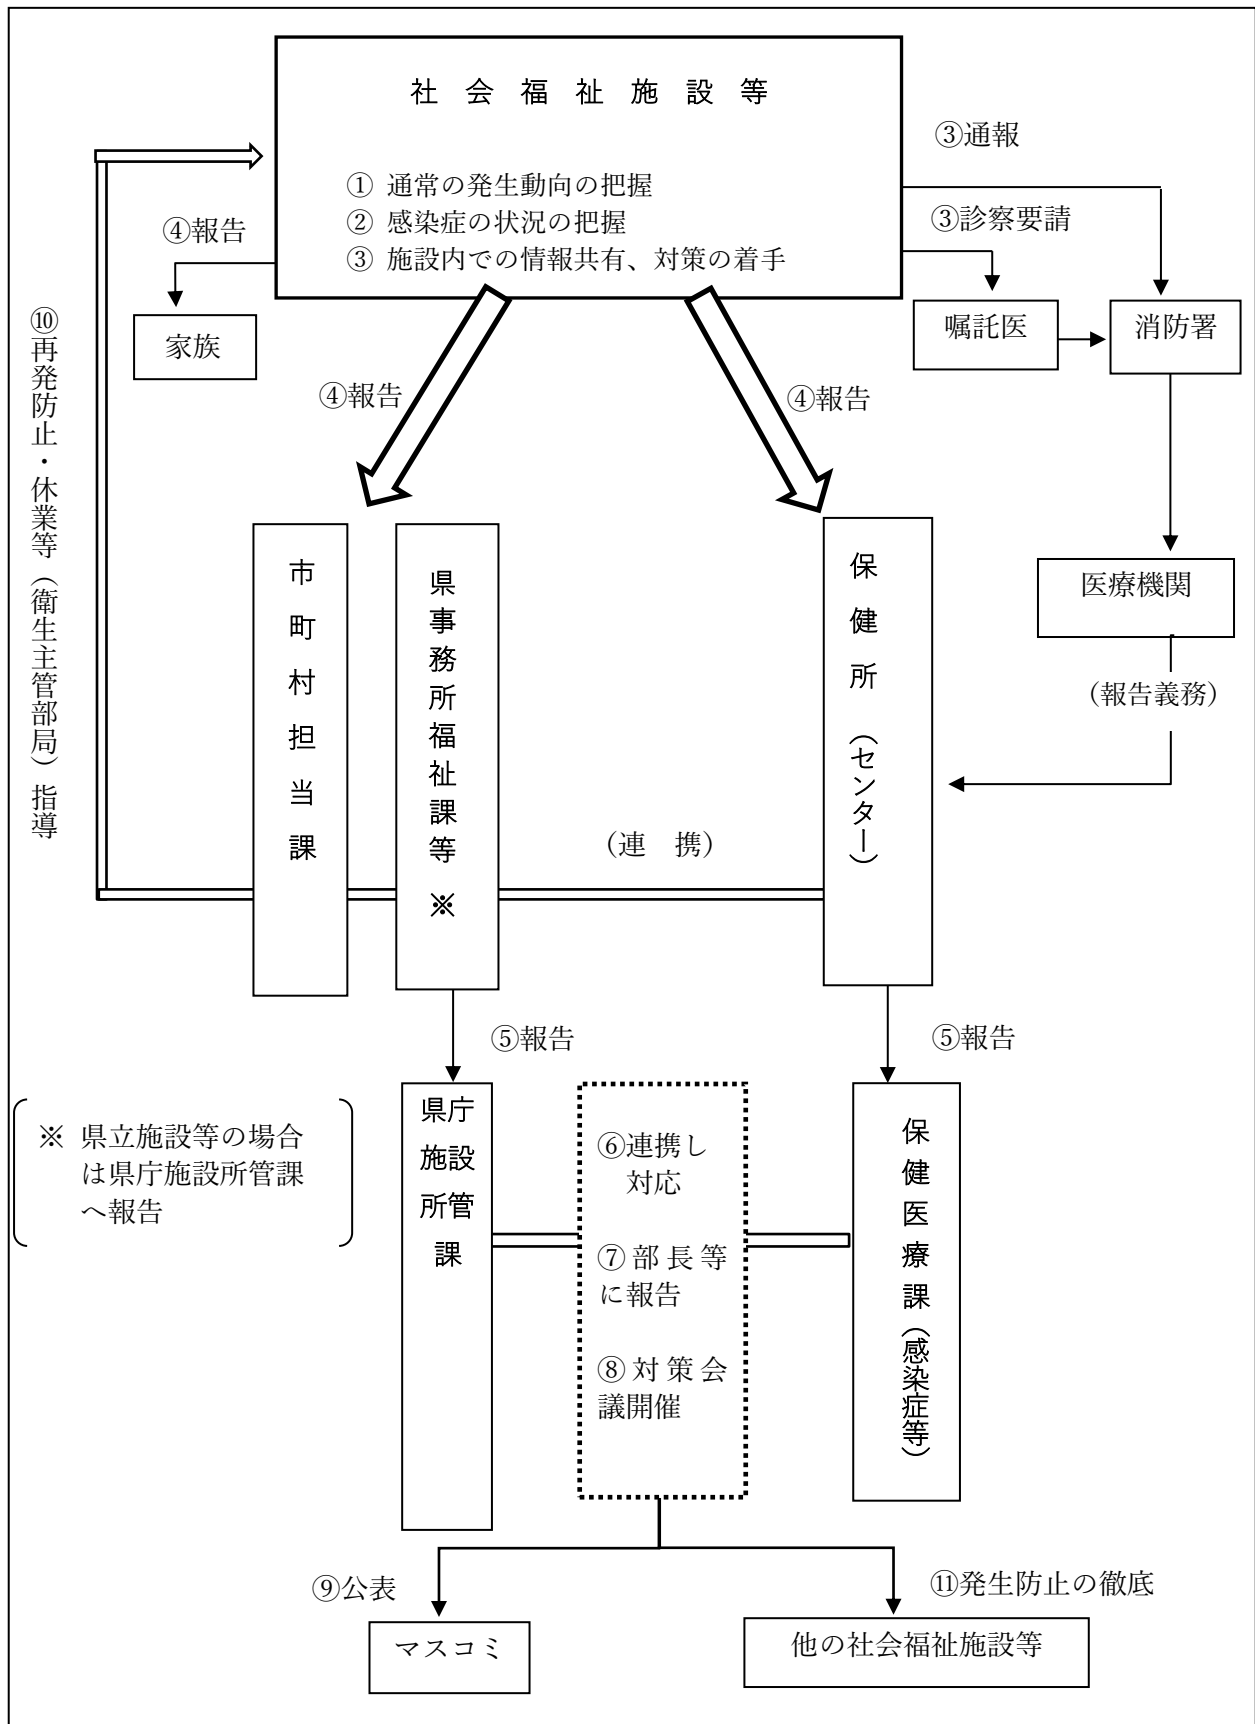 社会福祉施設等
① 通常の発生動向の把握
② 感染症の状況の把握
③ 施設内での情報共有、対策の着手
③通報
③診察要請
④報告
家族
嘱託医
消防署
④報告
④報告
⑩再発防止・休業等（衛生主管部局）指導
市町村担当課
県事務所福祉課等 ※
保健所（センター）
医療機関
（報告義務）
（連　携）
⑤報告
⑤報告
※ 県立施設等の場合
は県庁施設所管課
へ報告
県庁
施設
所管
課
⑥連携し
対応
⑦部長等
に報告
⑧対策会
議開催
保健医療課（感染症等）
⑨公表
⑪発生防止の徹底
マスコミ
他の社会福祉施設等